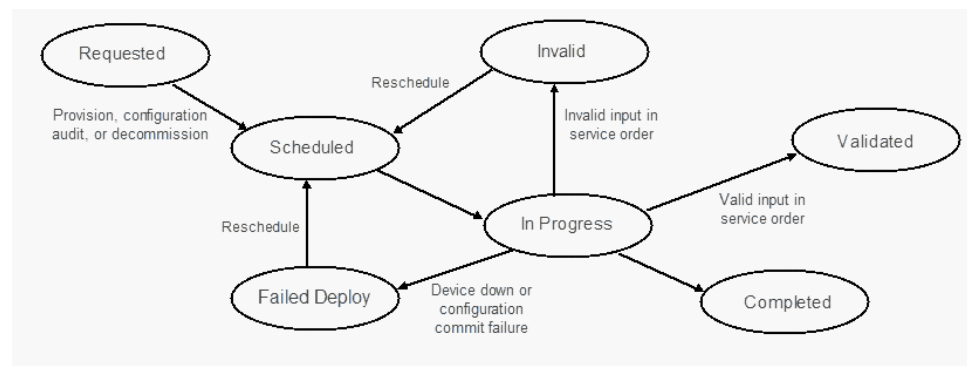 Requested
Invalid
Reschedule
Provision, configuration
audit, or decommission
Invalid input in
service order
Scheduled
Validated
Valid input in
service order
In Progress
Reschedule
Failed Deploy
Device down or
configuration
commit failure
Completed